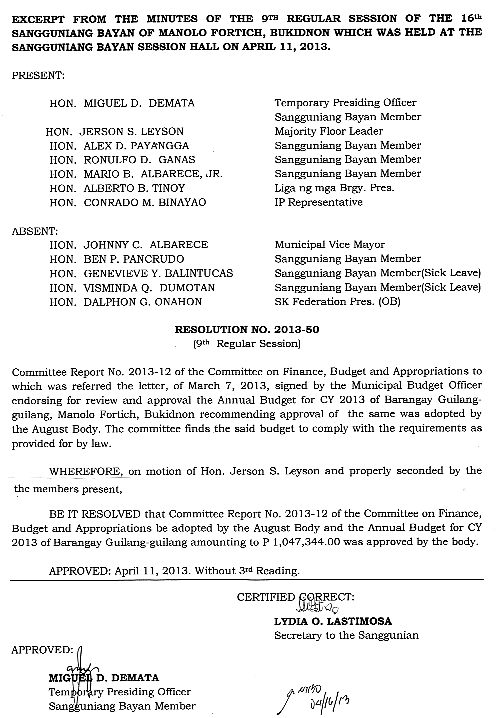 EXCERPT FROM THE MINUTES OF THE 9TH REGULAR SESSION OF THE 16th
SANGGUNIANG BAYAN OF MANOLO FORTICH, BUKIDNON WHICH WAS HELD AT THE
SANGGUNIANG BAYAN SESSION HALL ON APRIL 11, 2013.
PRESENT:
HON. MIGUEL D. DEMATA Temporary Presiding Officer
Sangguniang Bayan Member
HON. JERSON S. LEYSON Majority Floor Leader
HON. ALEX D. PAYANGGA Sangguniang Bayan Member
HON. RONULFO D. GANAS Sangguniang Bayan Member
HON. MARIO B. ALBARECE, JR. Sangguniang Bayan Member
HON. ALBERTO B. TINOY Liga ng mga Brgy. Pres.
HON. CONRADO M. BINAYAO IP Representative
ABSENT:
HON. JOHNNY C. ALBARECE Municipal Vice Mayor
HON. BEN P. PANCRUDO Sangguniang Bayan Member
HON. GENEVIEVE Y. BALINTUCAS Sangguniang Bayan Member(Sick Leave)
HON. VISMINDA Q. DUMOTAN Sangguniang Bayan Member(Sick Leave)
HON. DALPHON G. ONAHON SK Federation Pres. (OB)
RESOLUTION NO. 2013-50
(9th Regular Session)
Committee Report No. 2013-12 of the Committee on Finance, Budget and Appropriations to
which was referred the letter, of March 7, 2013, signed by the Municipal Budget Officer
endorsing for review and approval the Annual Budget for CY 2013 of Barangay Guilang-
guilang, Manolo Fortich, Bukidnon recommending approval of the same was adopted by
the August Body. The committee finds the said budget to comply with the requirements as
provided for by law.
WHEREFORE, on motion of Hon. Jerson S. Leyson and properly seconded by the
the members present,
BE IT RESOLVED that Committee Report No. 2013-12 of the Committee on Finance,
Budget and Appropriations be adopted by the August Body and the Annual Budget for CY
2013 of Barangay Guilang-guilang amounting to P 1,047,344.00 was approved by the body.
APPROVED: April 11, 2013. Without 3rd Reading.
CERTIFIED CORRECT:
LYDIA O. LASTIMOSA
Secretary to the Sanggunian
APPROVED:
MIGUEL D. DEMATA
Temporary Presiding Officer
Sangguniang Bayan Member
04/16/13